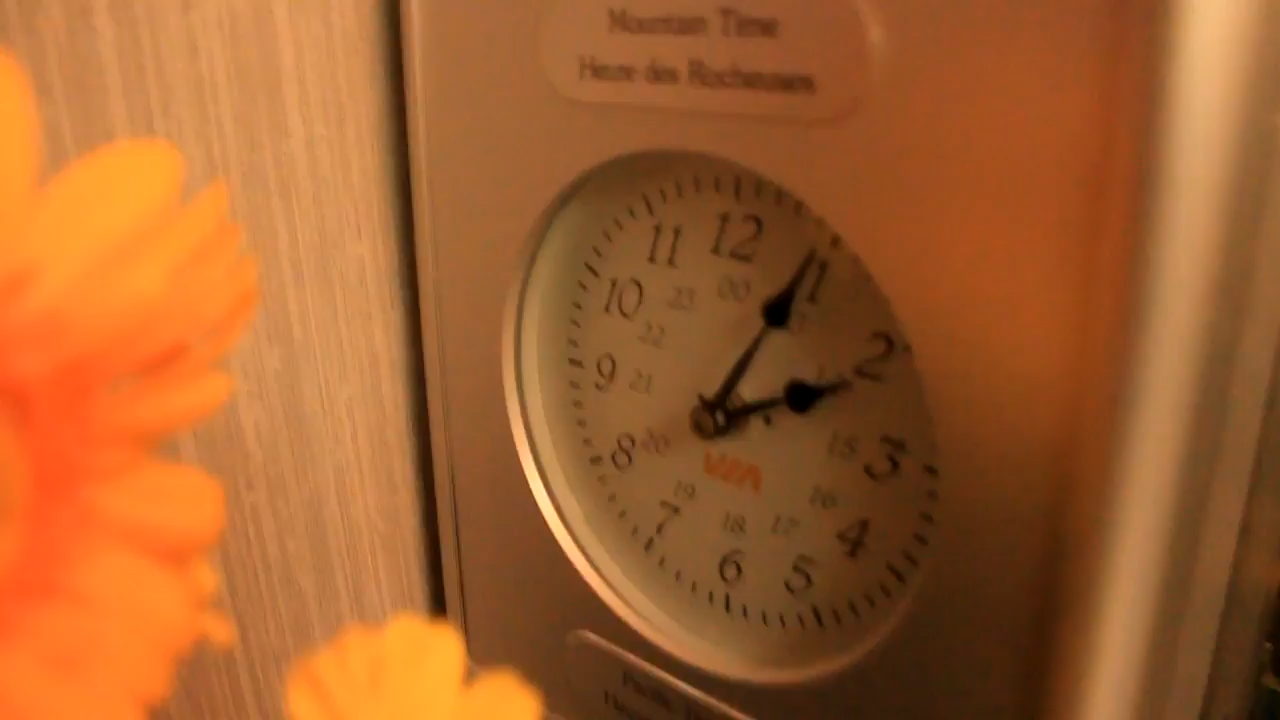 Mountain Time
Heure des Rocheuses
12
11 1
00
10 23
22 2
9 21
8 20 15 3
VIA
19 16
7 18 17 4
6 5